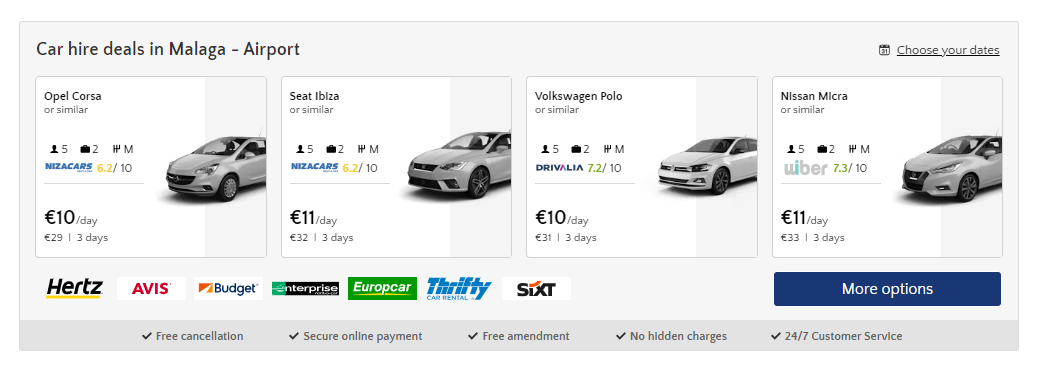 Car hire deals in Malaga - Airport
31 Choose your dates
Opel Corsa
or similar
5 2 M
NIZACARS 6.2 / 10
€10/day
€29 | 3 days
Seat Ibiza
or similar
5 2 M
NIZACARS 6.2 / 10
€11/day
€32 | 3 days
Volkswagen Polo
or similar
5 2 M
DRIVALIA 7.2 / 10
€10/day
€31 | 3 days
Nissan Micra
or similar
5 2 M
wiber 7.3 / 10
€11/day
€33 | 3 days
Hertz AVIS Budget enterprise Europcar Thrifty SiXT
CAR RENTAL
More options
Free cancellation Secure online payment Free amendment No hidden charges 24/7 Customer Service